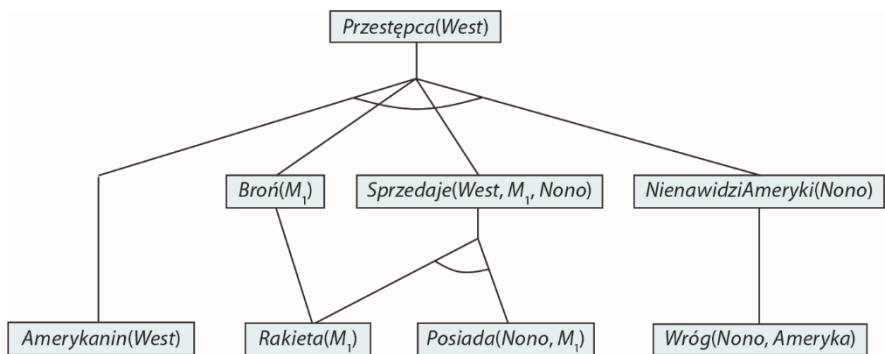 Przestępca(West)
Broń(M₁)
Sprzedaje(West, M₁, Nono)
NienawidziAmeryki(Nono)
Amerykanin(West)
Rakieta(M₁)
Posiada(Nono, M₁)
Wróg(Nono, Ameryka)